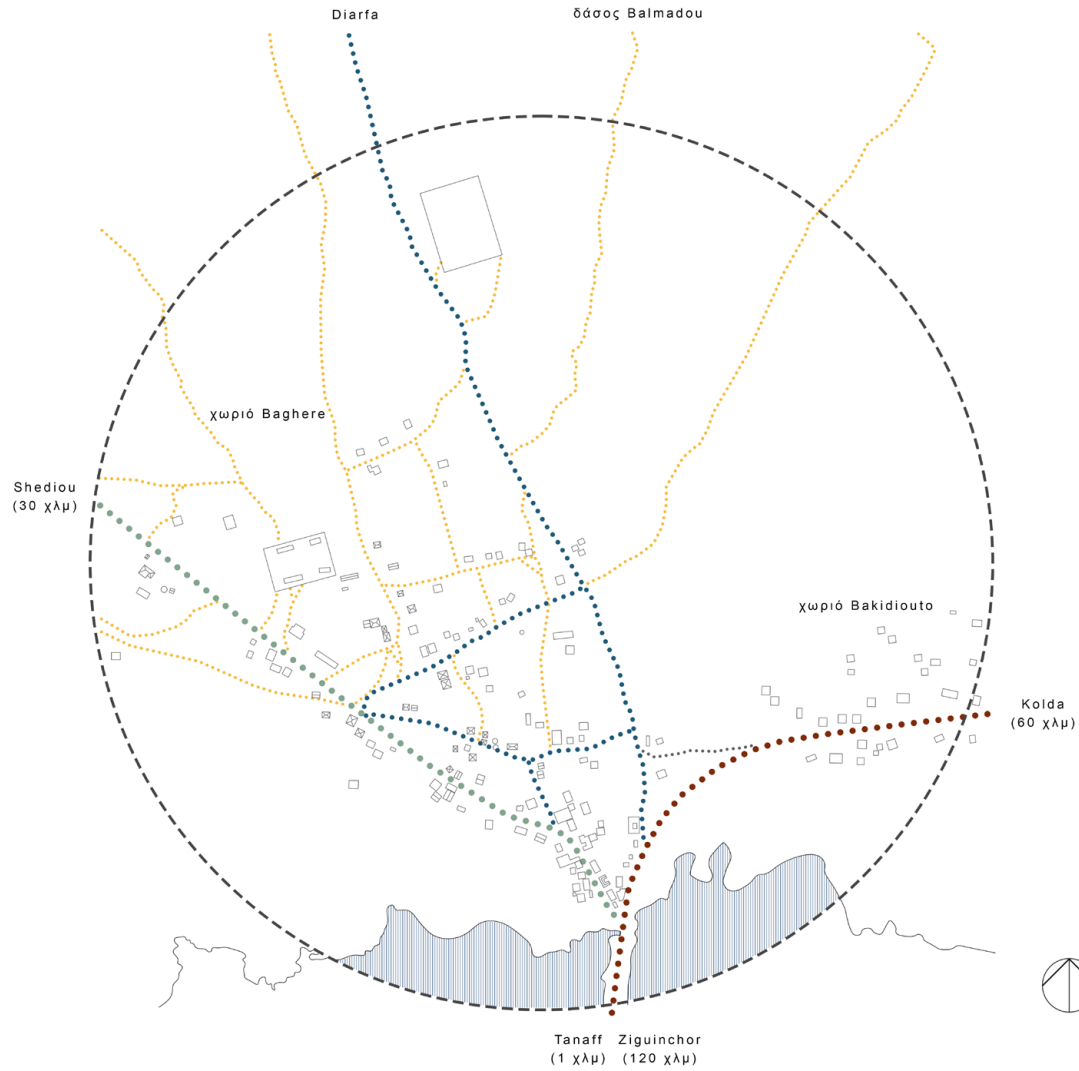 Diarfa
δάσος Balmadou
χωριό Baghere
Shediou
(30 χλμ)
χωριό Bakidiouto
Kolda
(60 χλμ)
Tanaff Ziguinchor
(1 χλμ) (120 χλμ)